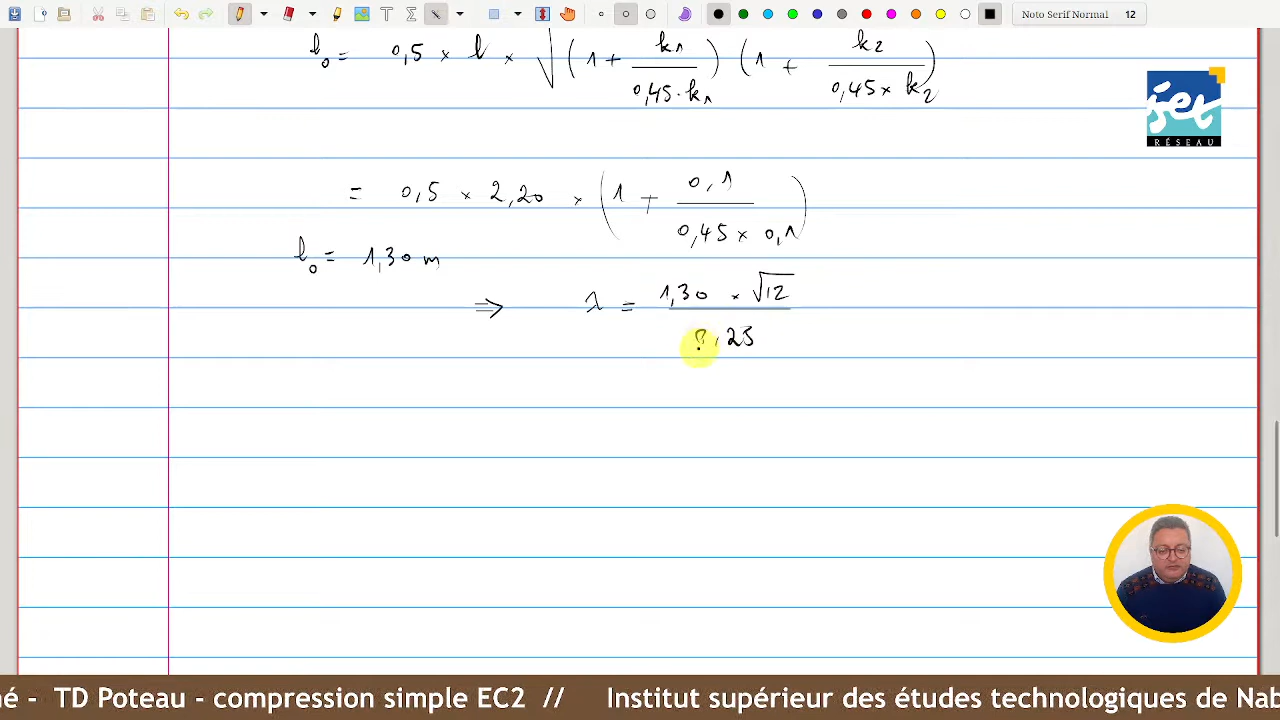 Noto Serif Normal 12
l₀ = 0,5 × l × √(1 + k1/0,45·k1) (1 + k2/0,45 × k2)
iset
RÉSEAU
= 0,5 × 2,20 × (1 + 0,1/0,45 × 0,1)
l₀ = 1,30 m
⇒ λ = 1,30 × √12 / 0,25
é - TD Poteau - compression simple EC2 // Institut supérieur des études technologiques de Nab